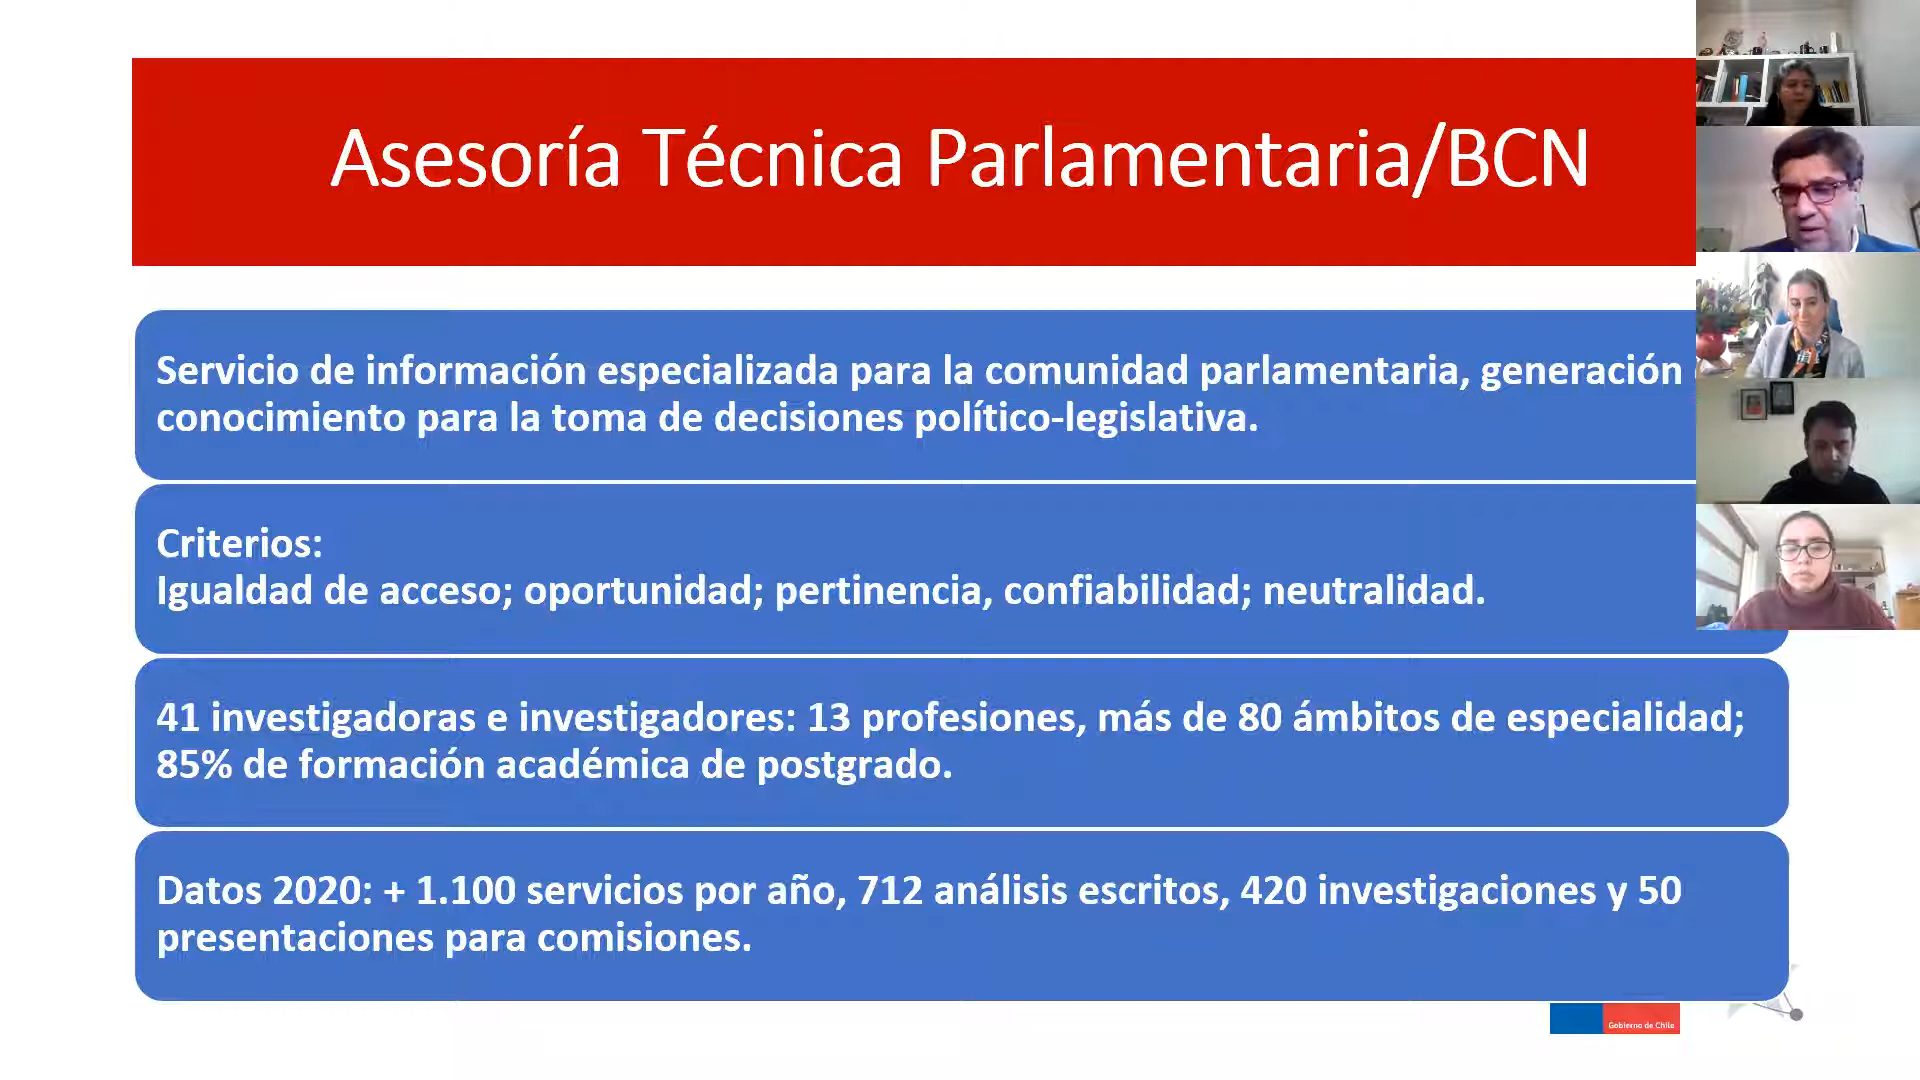 Asesoría Técnica Parlamentaria/BCN
Servicio de información especializada para la comunidad parlamentaria, generación
conocimiento para la toma de decisiones político-legislativa.
Criterios:
Igualdad de acceso; oportunidad; pertinencia, confiabilidad; neutralidad.
41 investigadoras e investigadores: 13 profesiones, más de 80 ámbitos de especialidad;
85% de formación académica de postgrado.
Datos 2020: + 1.100 servicios por año, 712 análisis escritos, 420 investigaciones y 50
presentaciones para comisiones.
Gobierno de Chile